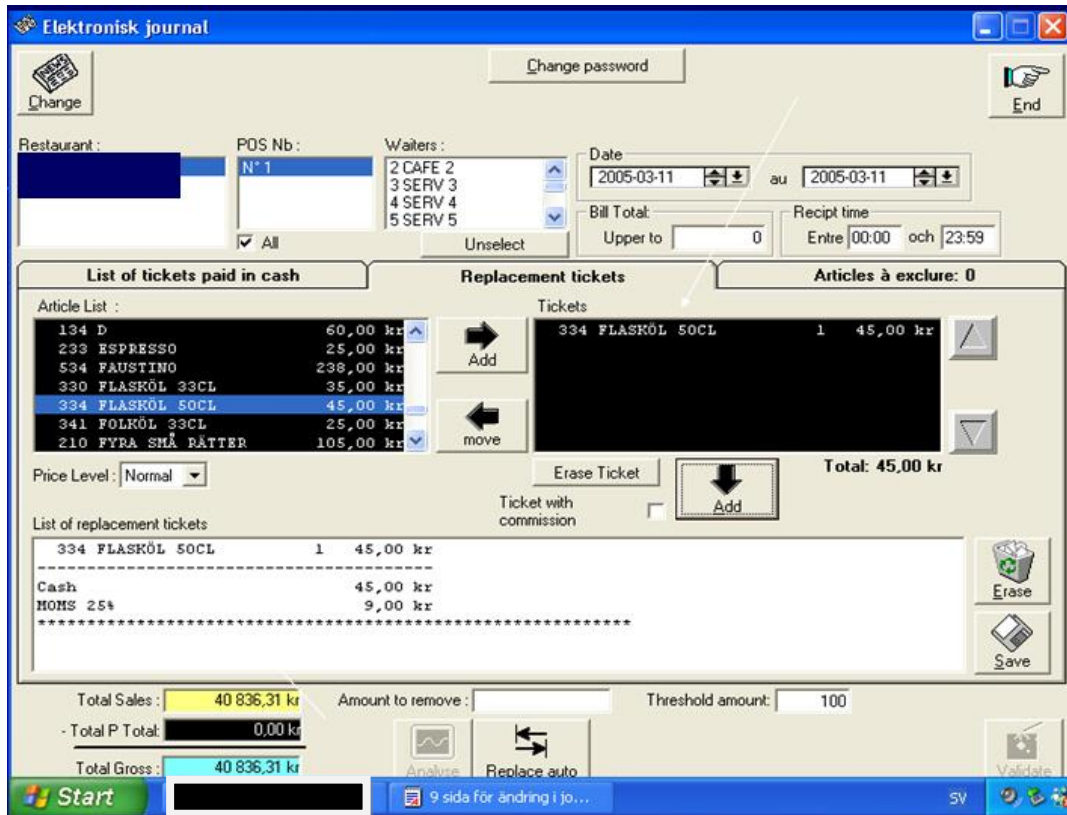 Elektronisk journal
NEWS
Change
Change password
End
Restaurant :
POS Nb :
N° 1
All
Waiters :
2 CAFE 2
3 SERV 3
4 SERV 4
5 SERV 5
Unselect
Date
2005-03-11 au 2005-03-11
Bill Total:
Upper to 0
Recipt time
Entre 00:00 och 23:59
List of tickets paid in cash
Replacement tickets
Articles à exclure: 0
Article List :
134 D 60,00 kr
233 ESPRESSO 25,00 kr
534 FAUSTINO 238,00 kr
330 FLASKÖL 33CL 35,00 kr
334 FLASKÖL 50CL 45,00 kr
341 FOLKÖL 33CL 25,00 kr
210 FYRA SMÅ RÄTTER 105,00 kr
Add
move
Tickets
334 FLASKÖL 50CL 1 45,00 kr
Price Level : Normal
Erase Ticket
Total: 45,00 kr
Ticket with
commission
Add
List of replacement tickets
334 FLASKÖL 50CL 1 45,00 kr
----------------------------------------
Cash 45,00 kr
MOMS 25% 9,00 kr
************************************************************
Erase
Save
Total Sales : 40 836,31 kr
Amount to remove :
Threshold amount: 100
- Total P Total: 0,00 kr
Total Gross : 40 836,31 kr
Analyse
Replace auto
Validate
Start
9 sida för ändring i jo...
SV